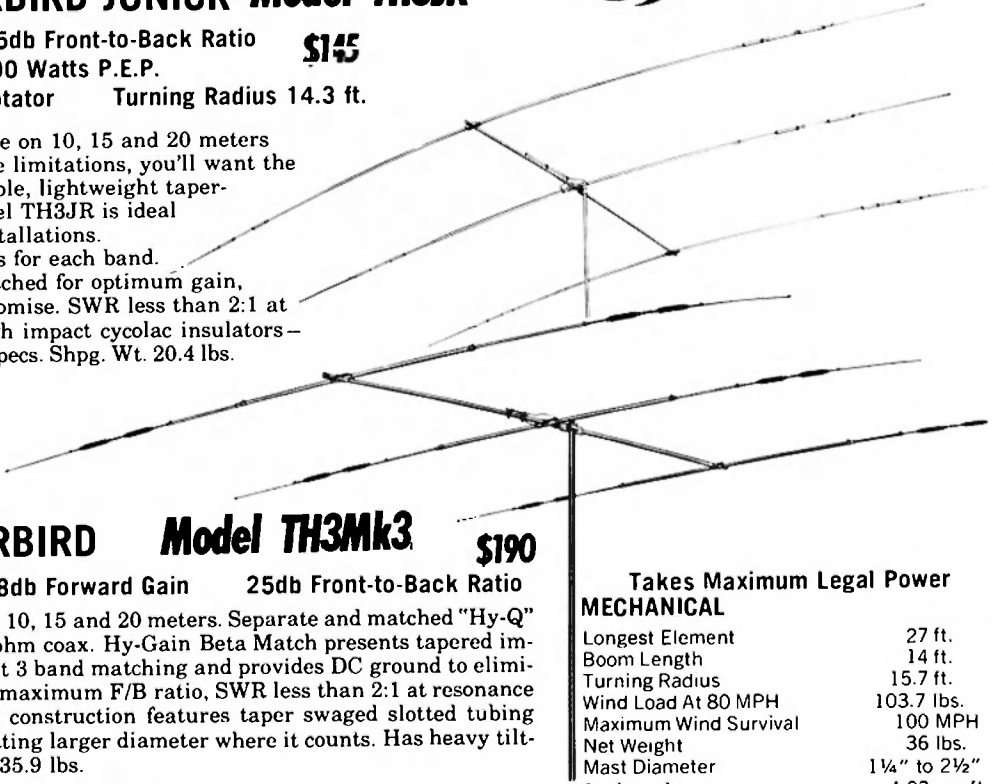 JUNIOR Model TH3JR
5db Front-to-Back Ratio
$145
00 Watts P.E.P.
tator Turning Radius 14.3 ft.
e on 10, 15 and 20 meters
e limitations, you'll want the
ble, lightweight taper-
el TH3JR is ideal
tallations.
s for each band.
ched for optimum gain,
omise. SWR less than 2:1 at
h impact cycolac insulators–
pecs. Shpg. Wt. 20.4 lbs.
RBIRD Model TH3Mk3 $190
8db Forward Gain 25db Front-to-Back Ratio
10, 15 and 20 meters. Separate and matched "Hy-Q"
ohm coax. Hy-Gain Beta Match presents tapered im-
t 3 band matching and provides DC ground to elimi-
maximum F/B ratio, SWR less than 2:1 at resonance
construction features taper swaged slotted tubing
tting larger diameter where it counts. Has heavy tilt-
35.9 lbs.
Takes Maximum Legal Power
MECHANICAL
Longest Element 27 ft.
Boom Length 14 ft.
Turning Radius 15.7 ft.
Wind Load At 80 MPH 103.7 lbs.
Maximum Wind Survival 100 MPH
Net Weight 36 lbs.
Mast Diameter 1¼" to 2½"